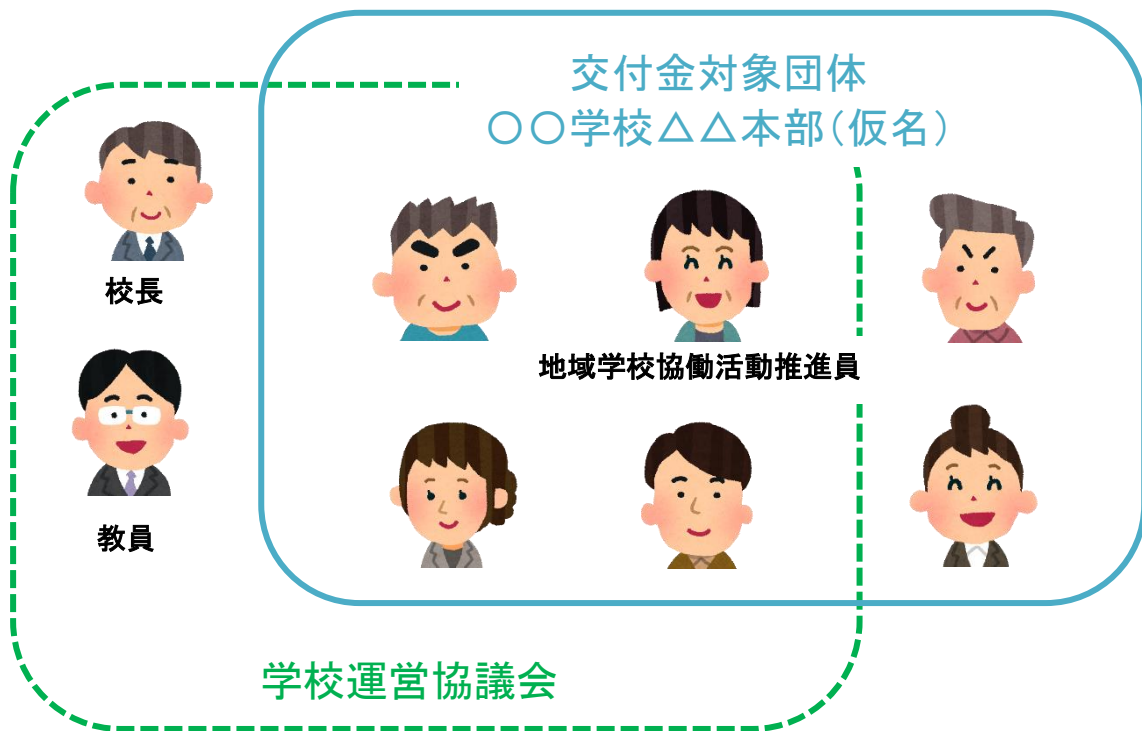 交付金対象団体
〇〇学校△△本部（仮名）
校長
地域学校協働活動推進員
教員
学校運営協議会